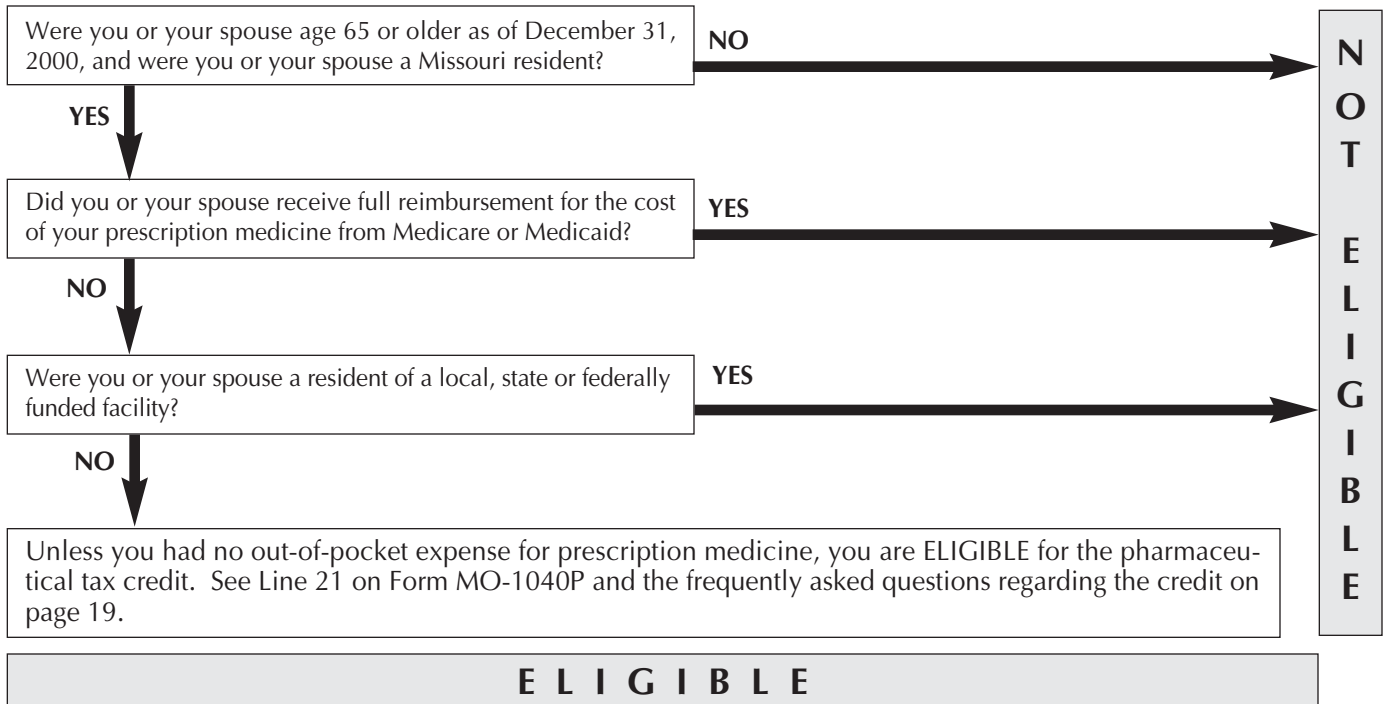 Were you or your spouse age 65 or older as of December 31,
2000, and were you or your spouse a Missouri resident?
NO
YES
Did you or your spouse receive full reimbursement for the cost
of your prescription medicine from Medicare or Medicaid?
YES
NO
Were you or your spouse a resident of a local, state or federally
funded facility?
YES
NO
Unless you had no out-of-pocket expense for prescription medicine, you are ELIGIBLE for the pharmaceu-
tical tax credit. See Line 21 on Form MO-1040P and the frequently asked questions regarding the credit on
page 19.
NOT ELIGIBLE
ELIGIBLE